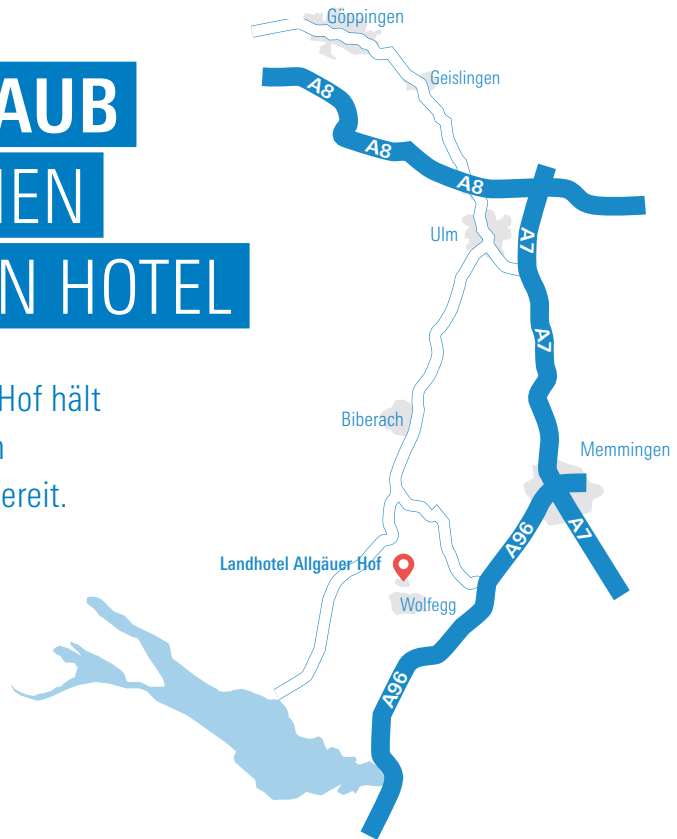 AUB
EN
N HOTEL
Hof hält
ereit.
Göppingen
Geislingen
A8
A8
A8
Ulm
A7
A7
Biberach
Memmingen
A96
A7
Landhotel Allgäuer Hof
Wolfegg
A96